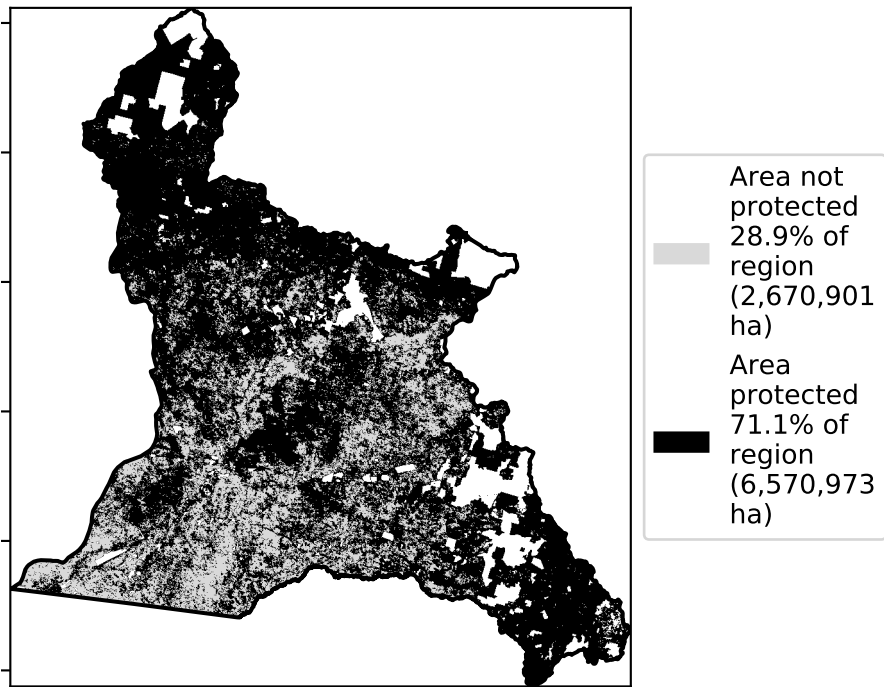 Area not
protected
28.9% of
region
(2,670,901
ha)
Area
protected
71.1% of
region
(6,570,973
ha)